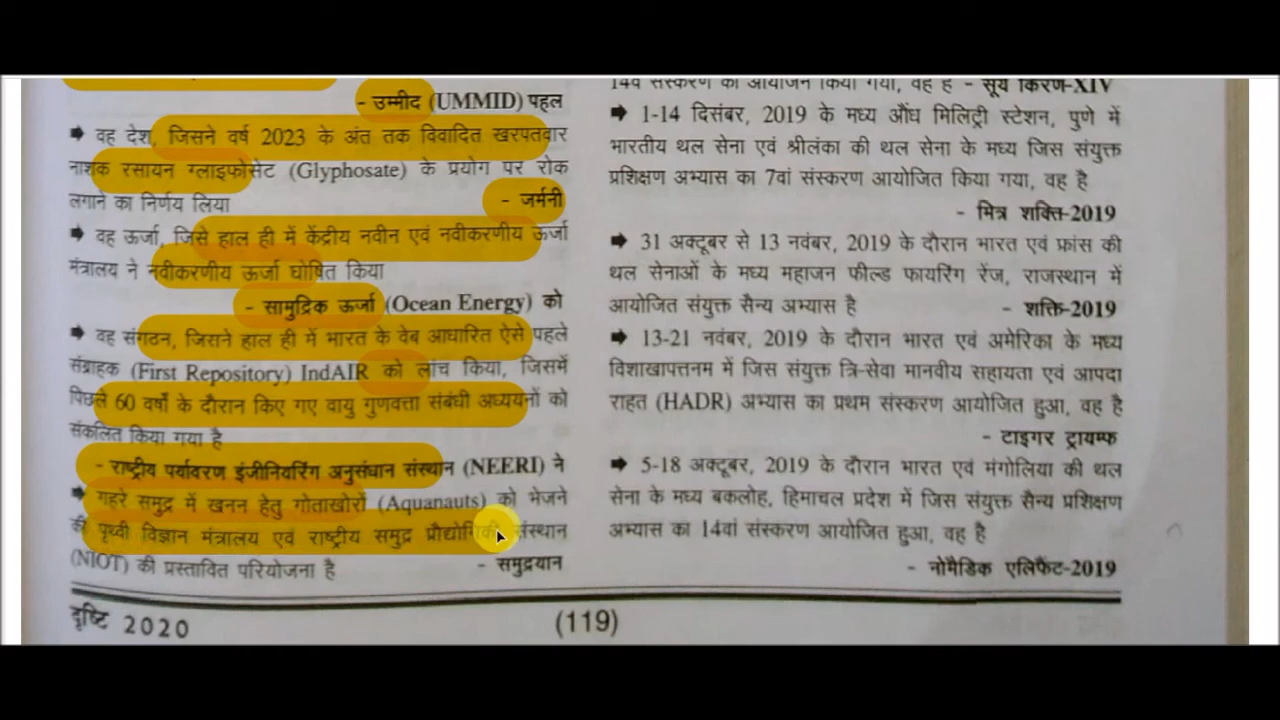 - उम्मीद (UMMID) पहल
➡ वह देश, जिसने वर्ष 2023 के अंत तक विवादित खरपतवार
नाशक रसायन ग्लाइफोसेट (Glyphosate) के प्रयोग पर रोक
लगाने का निर्णय लिया - जर्मनी
➡ वह ऊर्जा, जिसे हाल ही में केंद्रीय नवीन एवं नवीकरणीय ऊर्जा
मंत्रालय ने नवीकरणीय ऊर्जा घोषित किया
- सामुद्रिक ऊर्जा (Ocean Energy) को
➡ वह संगठन, जिसने हाल ही में भारत के वेब आधारित ऐसे पहले
संग्राहक (First Repository) IndAIR को लांच किया, जिसमें
पिछले 60 वर्षों के दौरान किए गए वायु गुणवत्ता संबंधी अध्ययनों को
संकलित किया गया है
- राष्ट्रीय पर्यावरण इंजीनियरिंग अनुसंधान संस्थान (NEERI) ने
➡ गहरे समुद्र में खनन हेतु गोताखोरों (Aquanauts) को भेजने
की पृथ्वी विज्ञान मंत्रालय एवं राष्ट्रीय समुद्र प्रौद्योगिकी संस्थान
(NIOT) की प्रस्तावित परियोजना है - समुद्रयान
14वें संस्करण का आयोजन किया गया, वह है - सूर्य किरण-XIV
➡ 1-14 दिसंबर, 2019 के मध्य औंध मिलिट्री स्टेशन, पुणे में
भारतीय थल सेना एवं श्रीलंका की थल सेना के मध्य जिस संयुक्त
प्रशिक्षण अभ्यास का 7वां संस्करण आयोजित किया गया, वह है
- मित्र शक्ति-2019
➡ 31 अक्टूबर से 13 नवंबर, 2019 के दौरान भारत एवं फ्रांस की
थल सेनाओं के मध्य महाजन फील्ड फायरिंग रेंज, राजस्थान में
आयोजित संयुक्त सैन्य अभ्यास है - शक्ति-2019
➡ 13-21 नवंबर, 2019 के दौरान भारत एवं अमेरिका के मध्य
विशाखापत्तनम में जिस संयुक्त त्रि-सेवा मानवीय सहायता एवं आपदा
राहत (HADR) अभ्यास का प्रथम संस्करण आयोजित हुआ, वह है
- टाइगर ट्रायम्फ
➡ 5-18 अक्टूबर, 2019 के दौरान भारत एवं मंगोलिया की थल
सेना के मध्य बकलोह, हिमाचल प्रदेश में जिस संयुक्त सैन्य प्रशिक्षण
अभ्यास का 14वां संस्करण आयोजित हुआ, वह है
- नोमैडिक एलिफैंट-2019
दृष्टि 2020 (119)